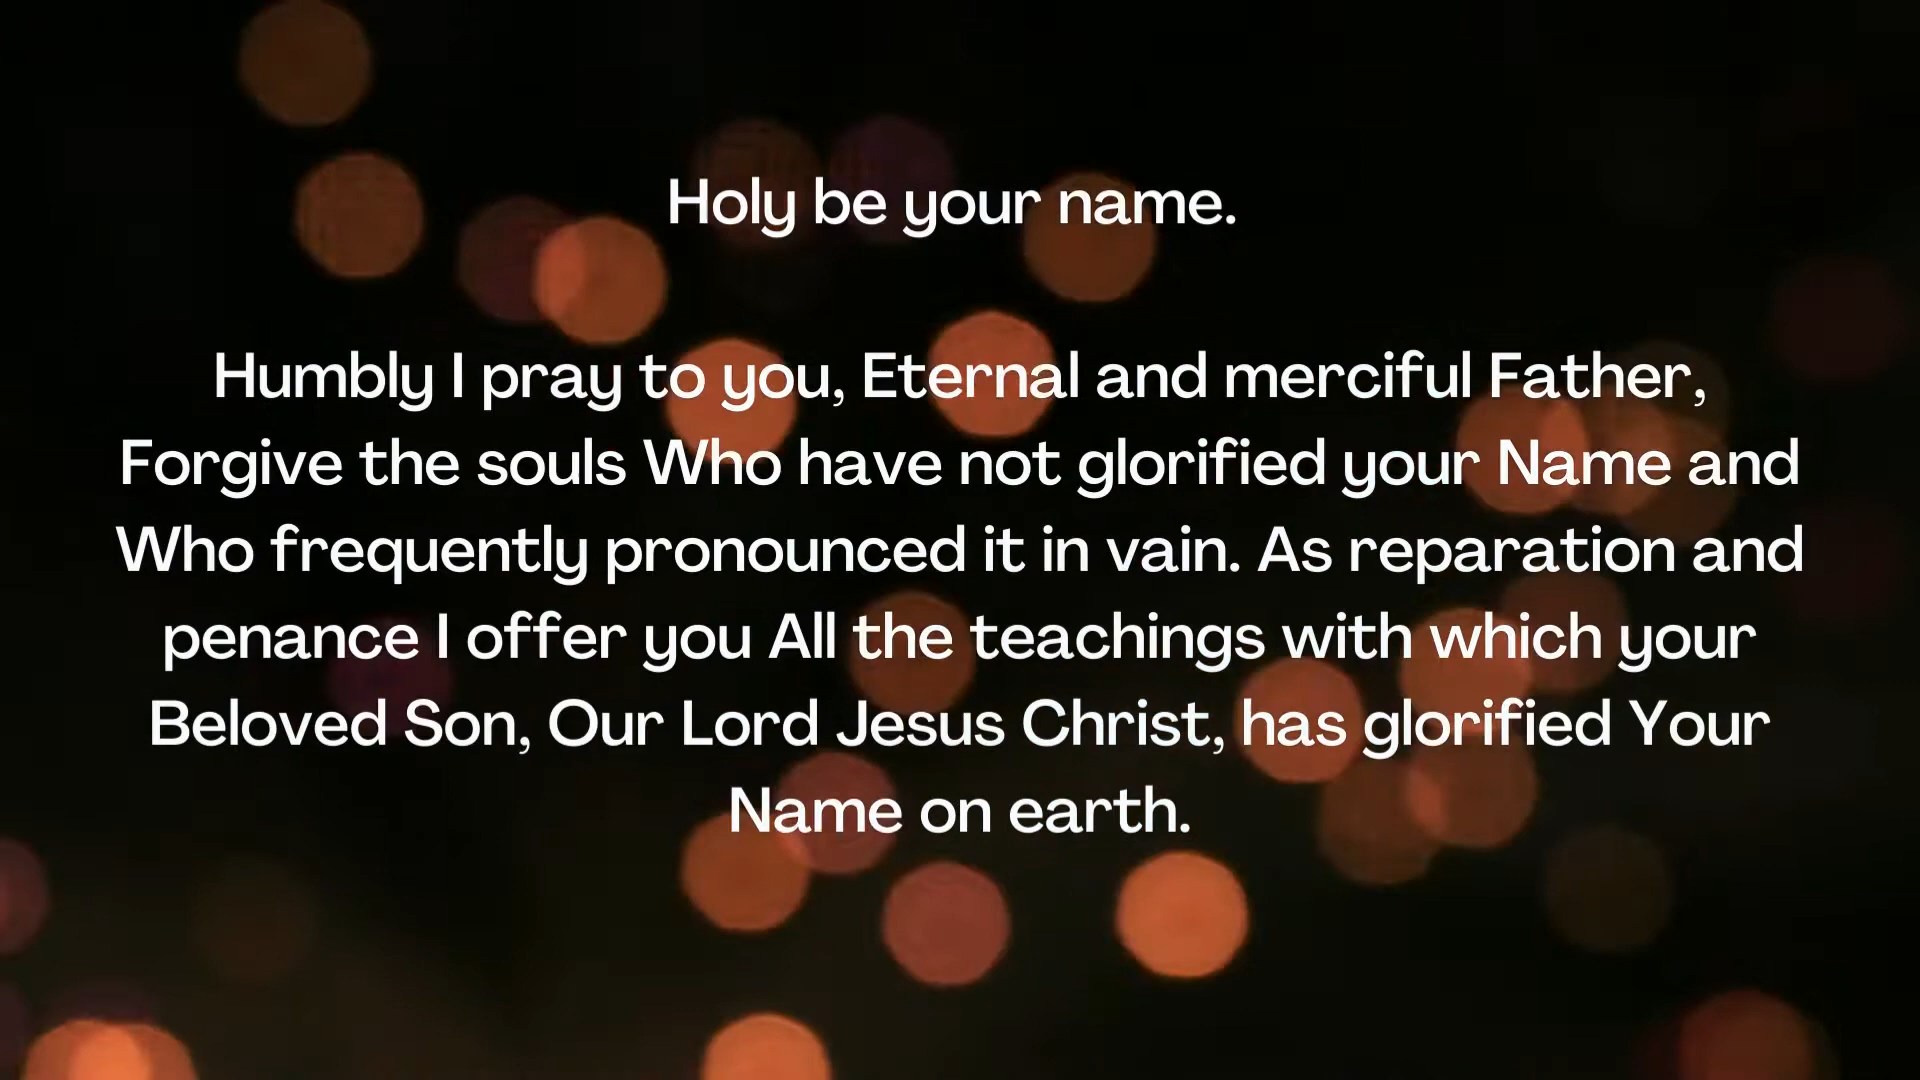 Holy be your name.
Humbly I pray to you, Eternal and merciful Father,
Forgive the souls Who have not glorified your Name and
Who frequently pronounced it in vain. As reparation and
penance I offer you All the teachings with which your
Beloved Son, Our Lord Jesus Christ, has glorified Your
Name on earth.